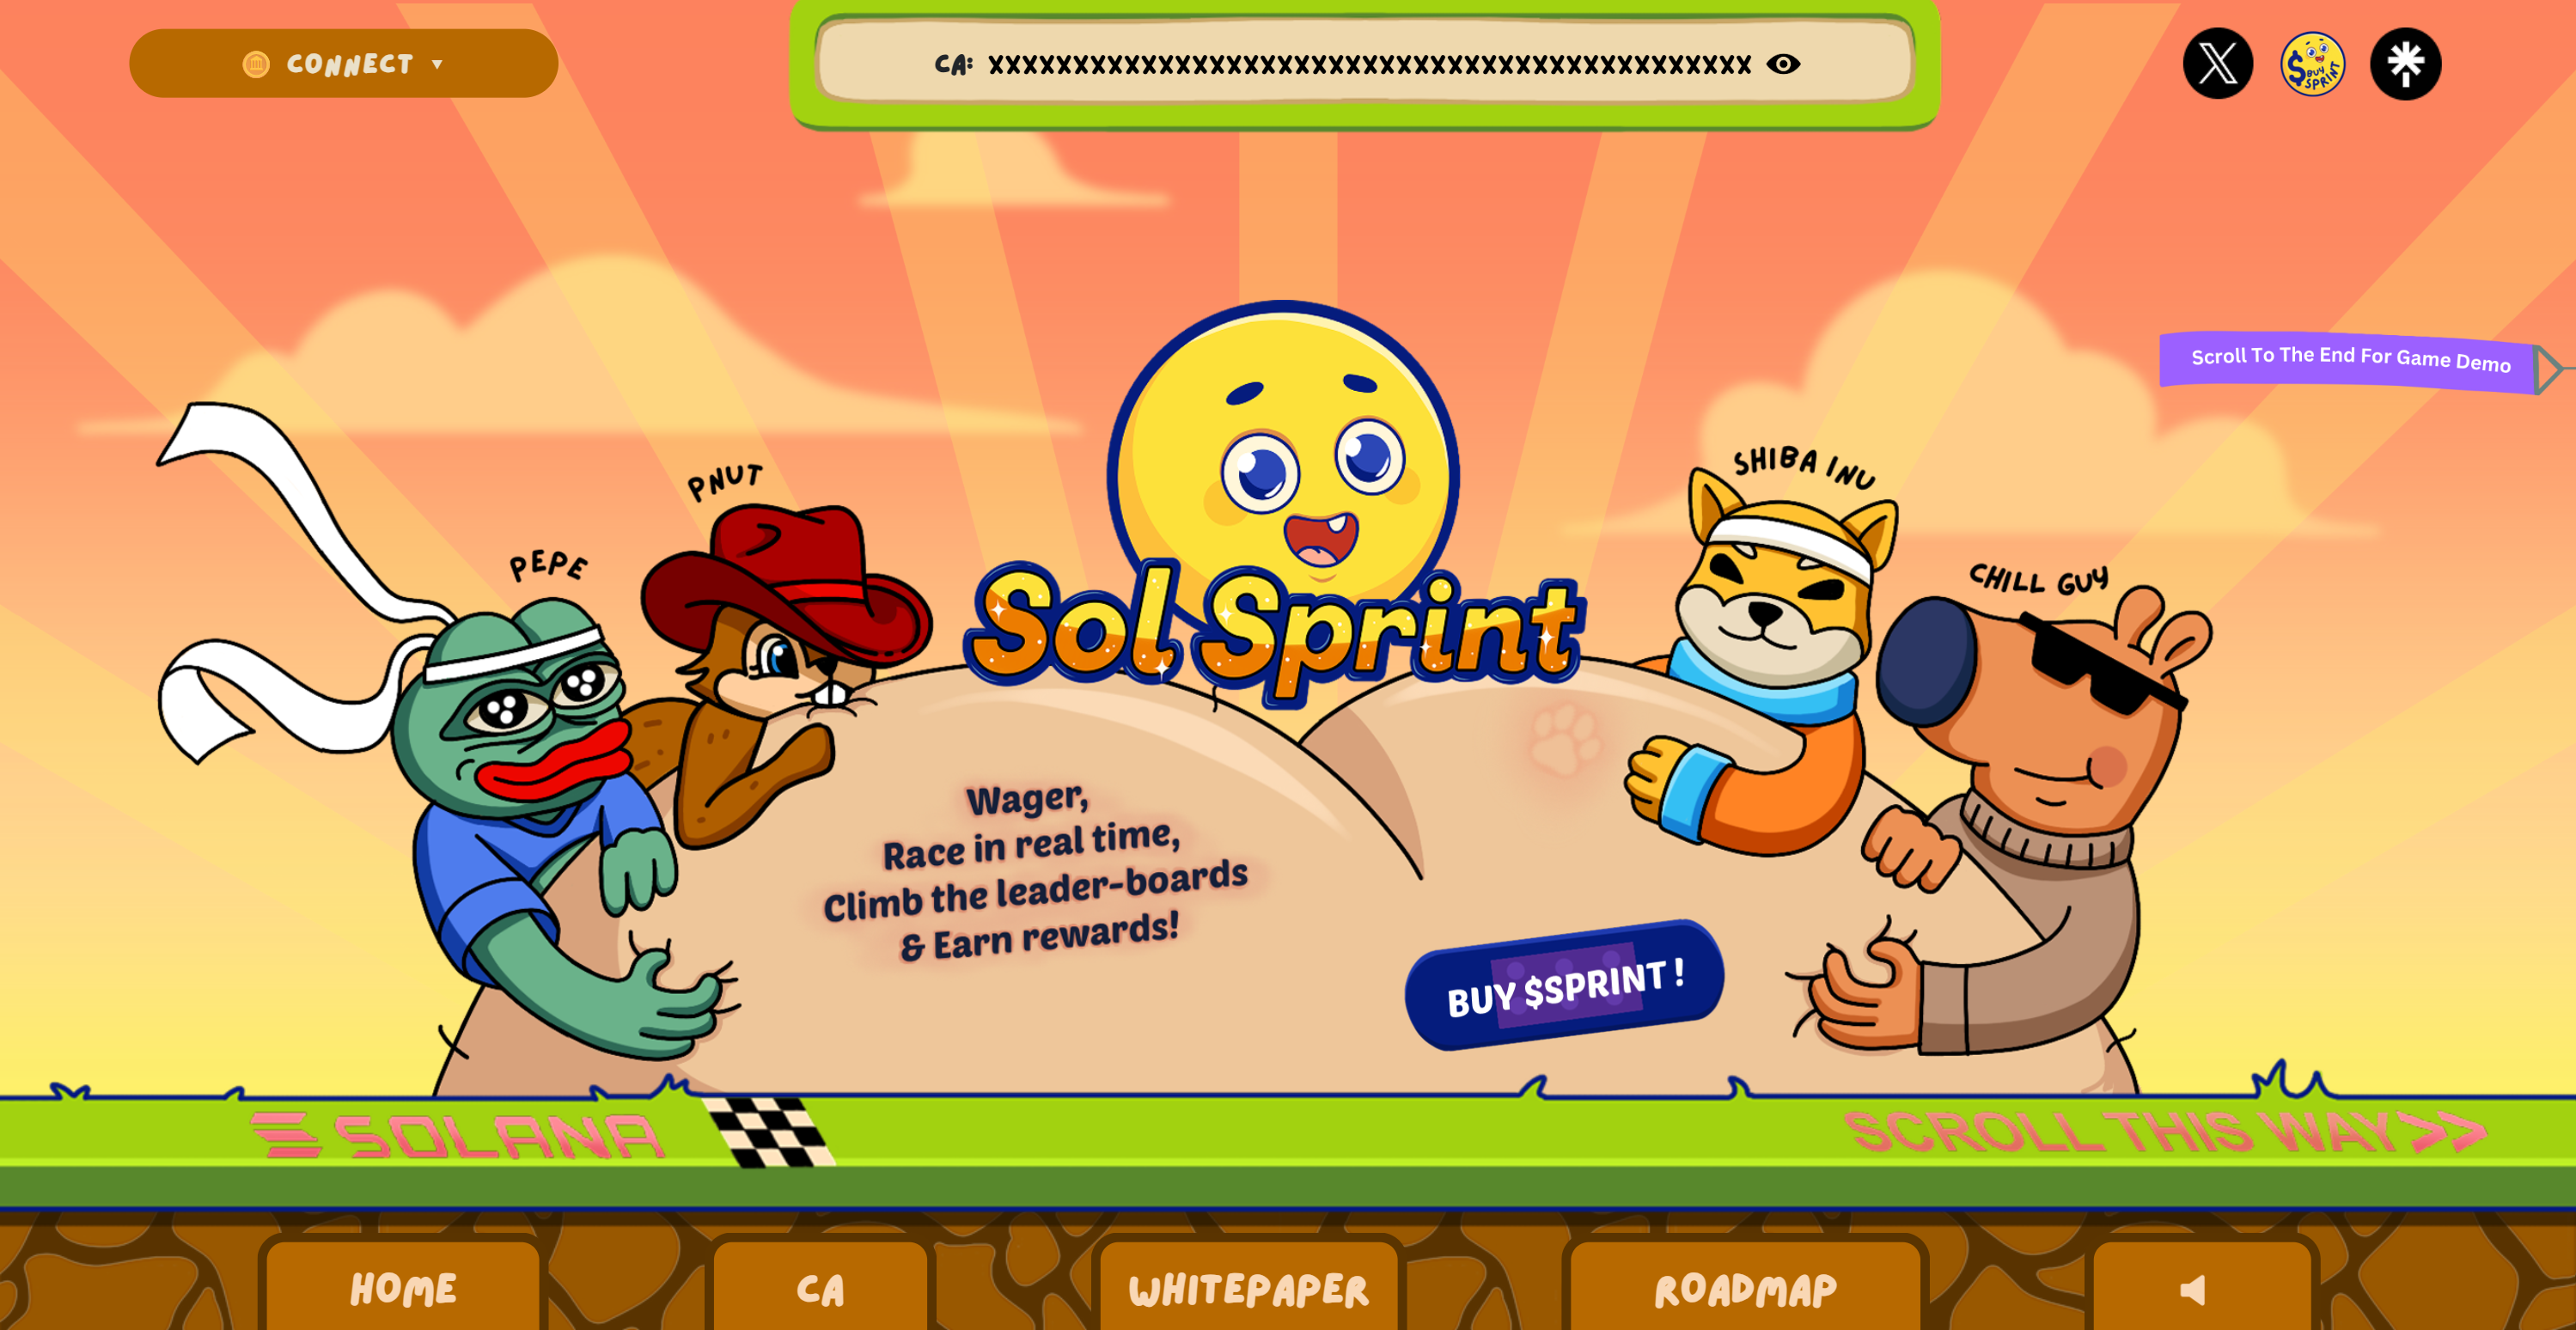 CONNECT
CA: XXXXXXXXXXXXXXXXXXXXXXXXXXXXXXXXXXXXXXXXXXXX
$ BUY SPRINT
Scroll To The End For Game Demo
PEPE
PNUT
SHIBA INU
CHILL GUY
Sol Sprint
Wager,
Race in real time,
Climb the leader-boards
& Earn rewards!
BUY $SPRINT !
SOLANA
SCROLL THIS WAY>>
HOME
CA
WHITEPAPER
ROADMAP